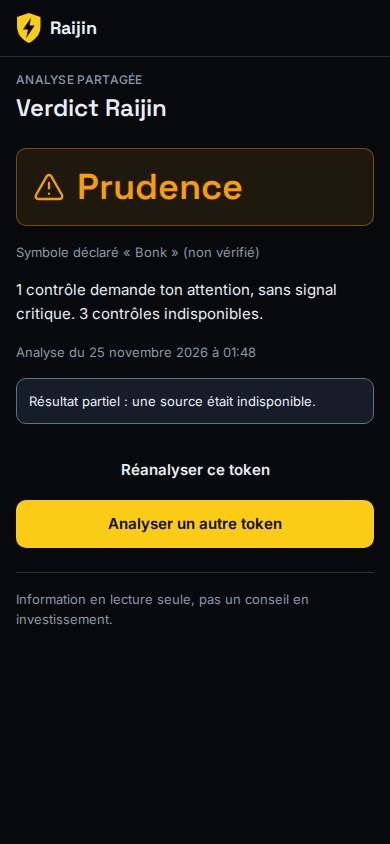 Raijin
ANALYSE PARTAGÉE
Verdict Raijin
Prudence
Symbole déclaré « Bonk » (non vérifié)
1 contrôle demande ton attention, sans signal
critique. 3 contrôles indisponibles.
Analyse du 25 novembre 2026 à 01:48
Résultat partiel : une source était indisponible.
Réanalyser ce token
Analyser un autre token
Information en lecture seule, pas un conseil en
investissement.